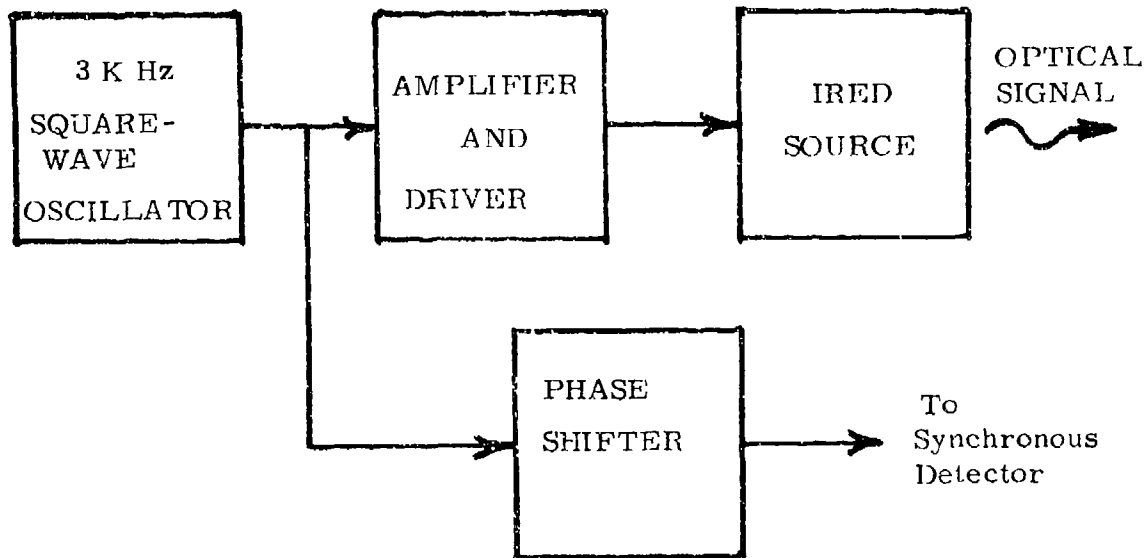 3 K Hz
SQUARE-
WAVE
OSCILLATOR
AMPLIFIER
AND
DRIVER
IRED
SOURCE
OPTICAL
SIGNAL
PHASE
SHIFTER
To
Synchronous
Detector